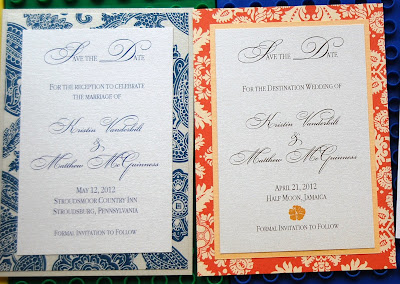 Save the Date
For the reception to celebrate
the marriage of
Kristin Vanderbilt
&
Matthew McGuinness
May 12, 2012
Stroudsmoor Country Inn
Stroudsburg, Pennsylvania
Formal Invitation to Follow
Save the Date
For the Destination Wedding of
Kristin Vanderbilt
&
Matthew McGuinness
April 21, 2012
Half Moon, Jamaica
Formal Invitation to Follow